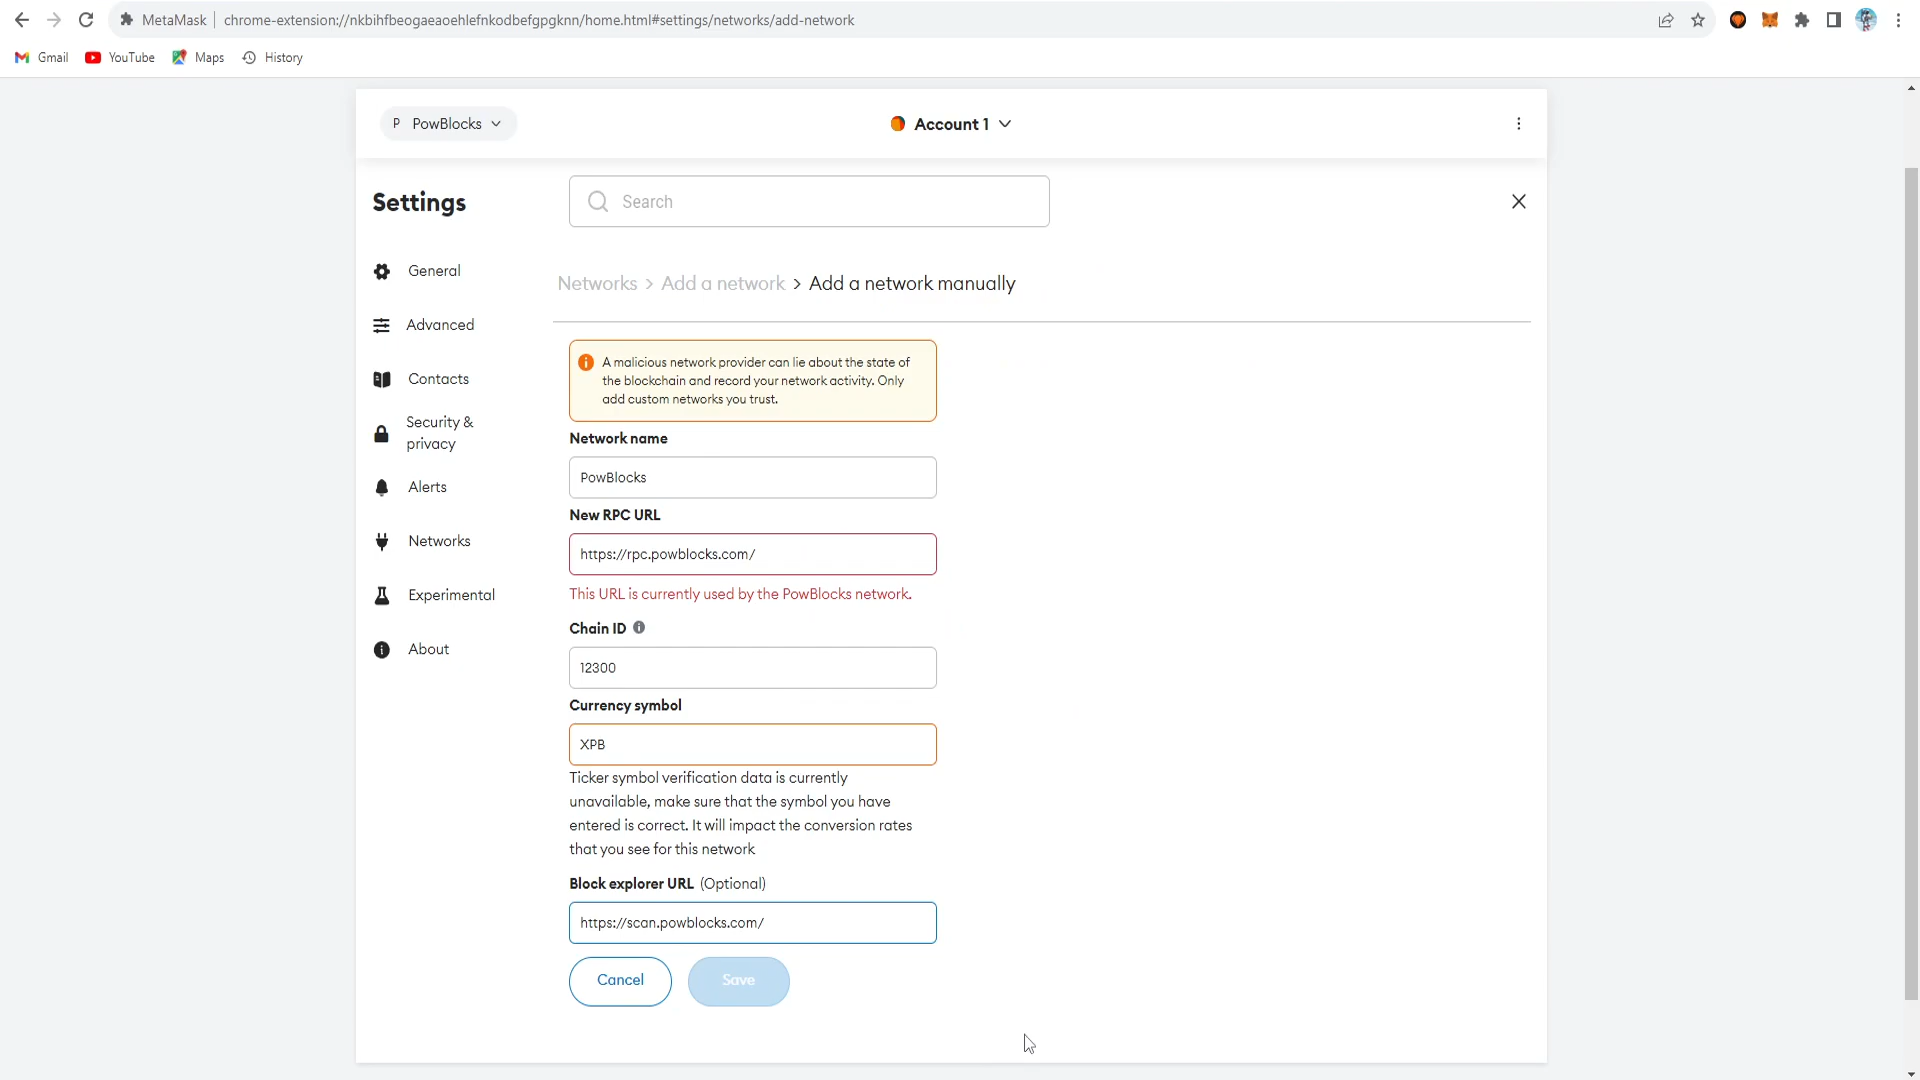 MetaMask
chrome-extension://nkbihfbeogaeaoehlefnkodbefgpgknn/home.html#settings/networks/add-network
Gmail
YouTube
Maps
History
P PowBlocks
Account 1
Settings
Search
General
Advanced
Contacts
Security &
privacy
Alerts
Networks
Experimental
About
Networks > Add a network > Add a network manually
A malicious network provider can lie about the state of
the blockchain and record your network activity. Only
add custom networks you trust.
Network name
PowBlocks
New RPC URL
https://rpc.powblocks.com/
This URL is currently used by the PowBlocks network.
Chain ID
12300
Currency symbol
XPB
Ticker symbol verification data is currently
unavailable, make sure that the symbol you have
entered is correct. It will impact the conversion rates
that you see for this network
Block explorer URL (Optional)
https://scan.powblocks.com/
Cancel
Save